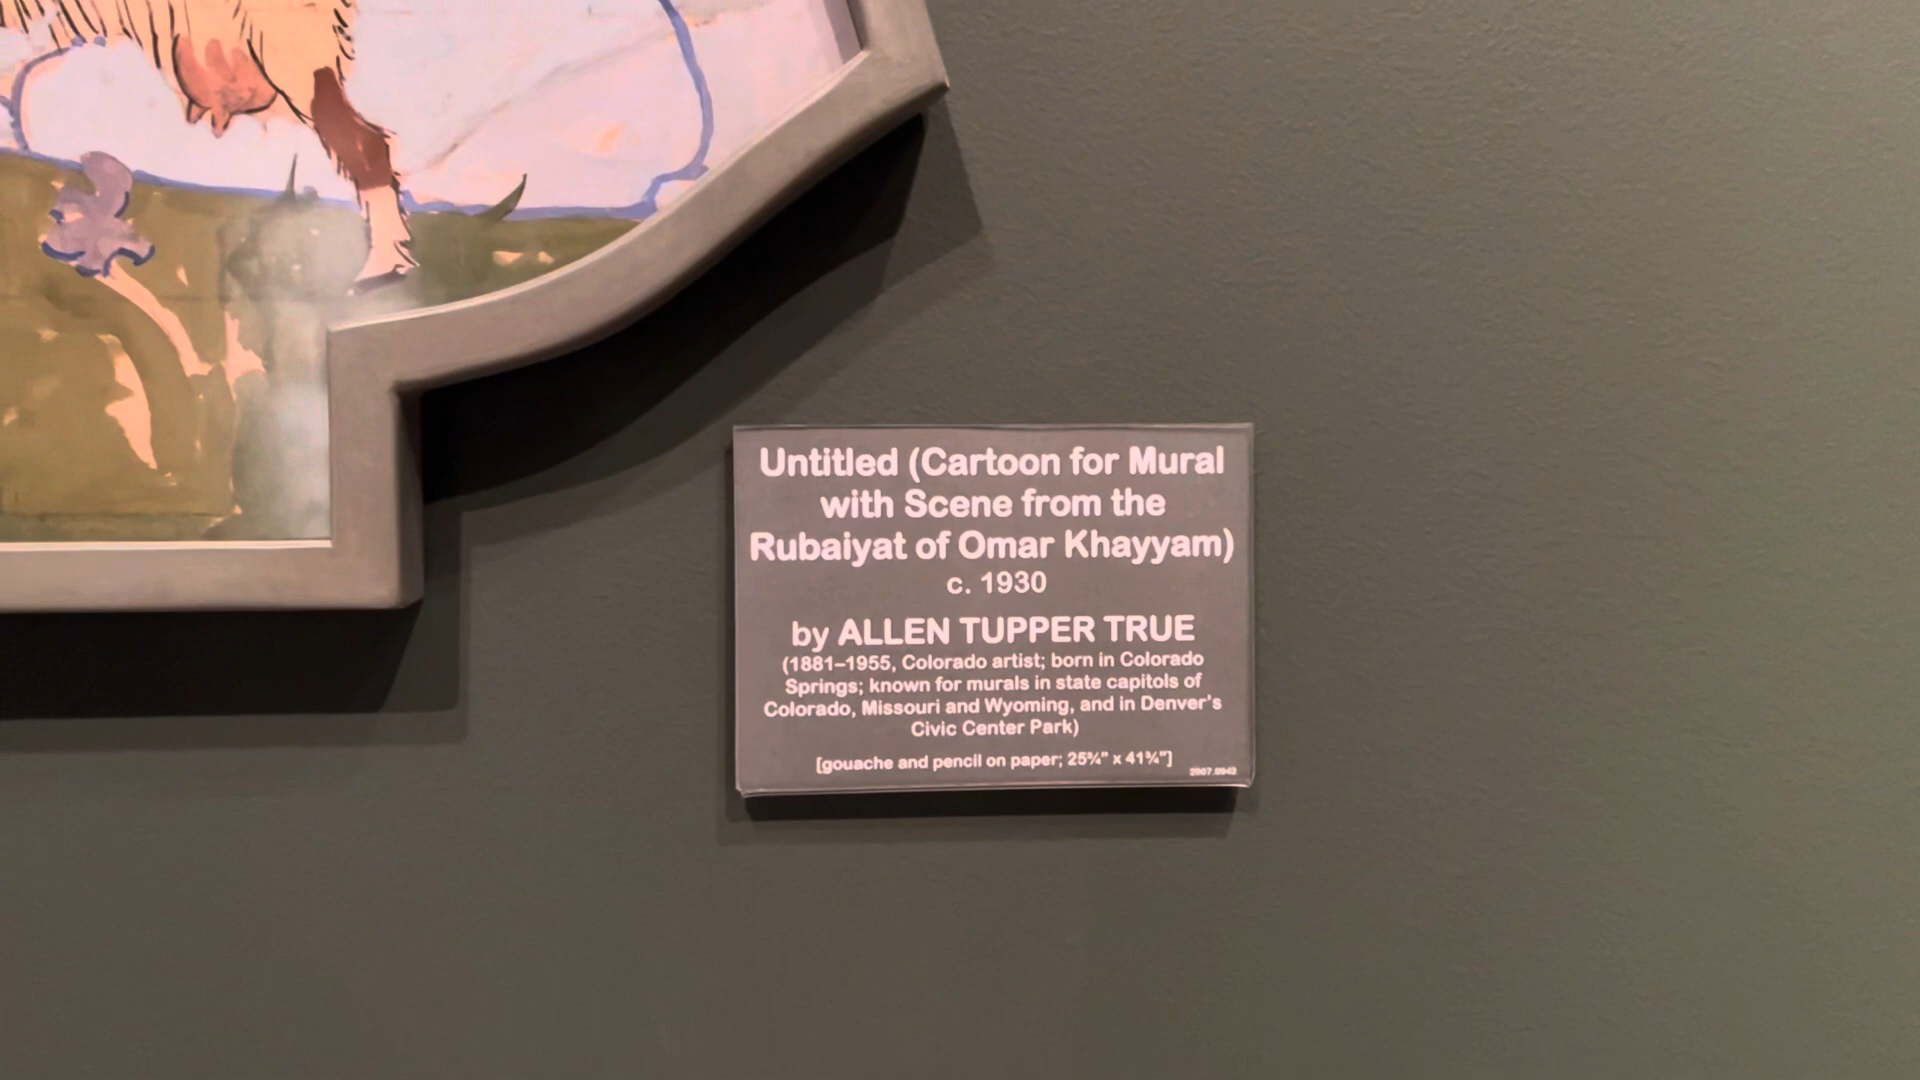 Untitled (Cartoon for Mural
with Scene from the
Rubaiyat of Omar Khayyam)
c. 1930
by ALLEN TUPPER TRUE
(1881–1955, Colorado artist; born in Colorado
Springs; known for murals in state capitols of
Colorado, Missouri and Wyoming, and in Denver's
Civic Center Park)
[gouache and pencil on paper; 25¾" x 41¾"]